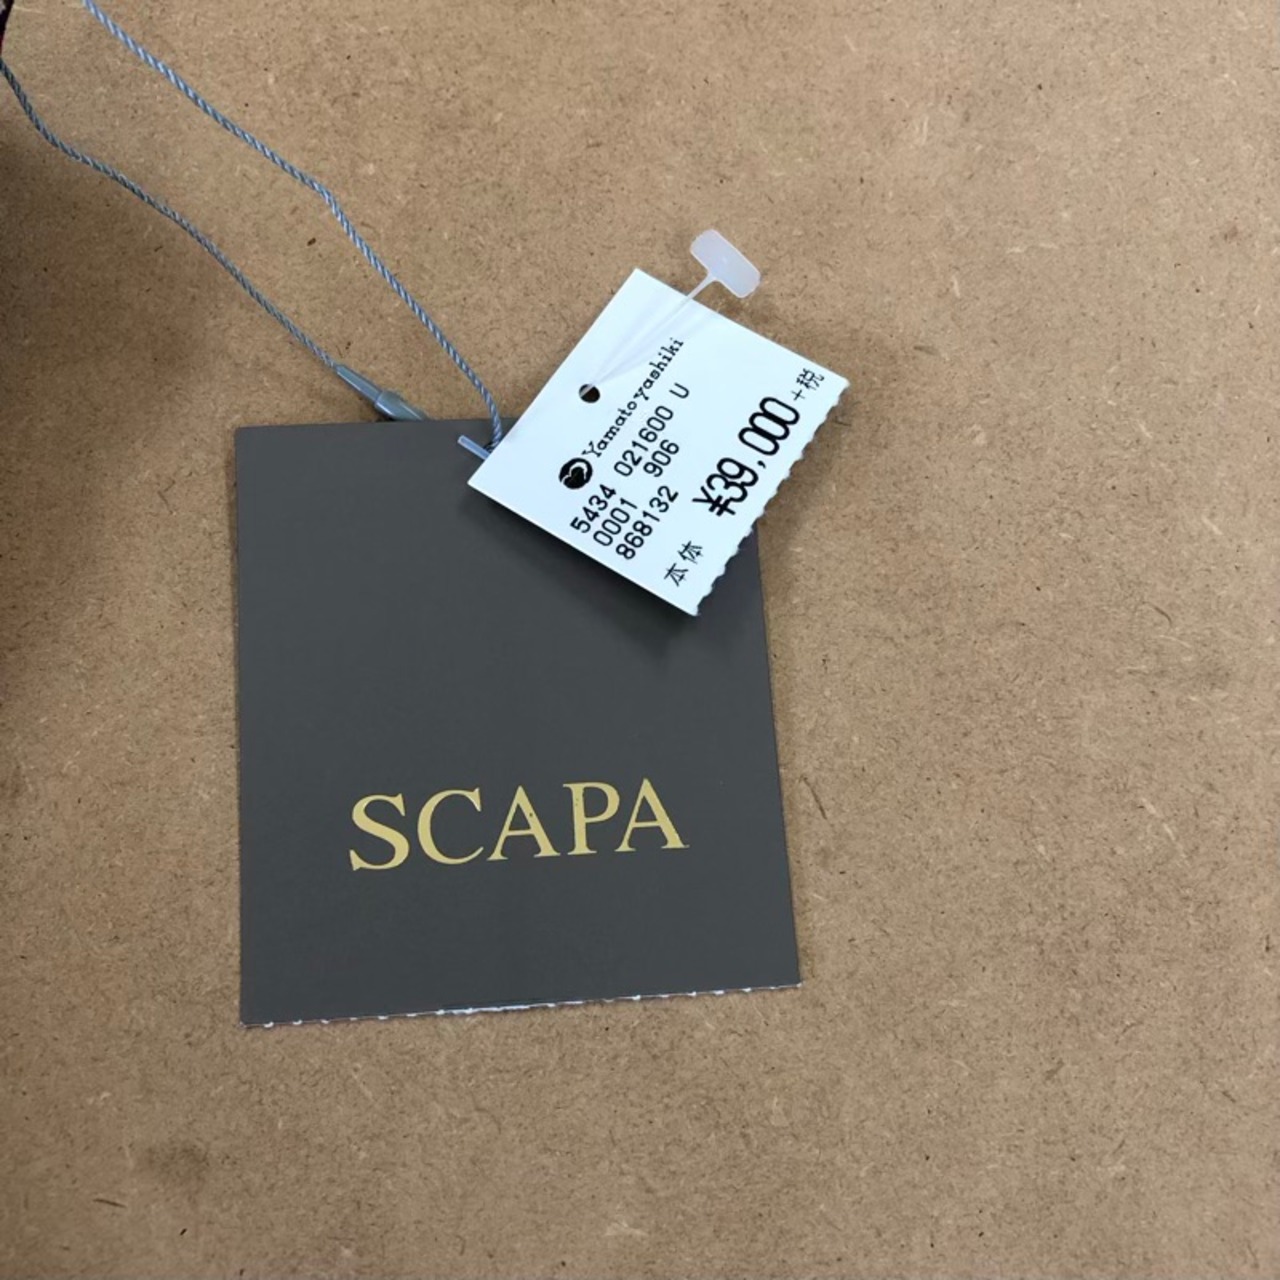 Yamatoyashiki
5434 021600 U
0001 906
868132
本体 ¥39,000 +税
SCAPA